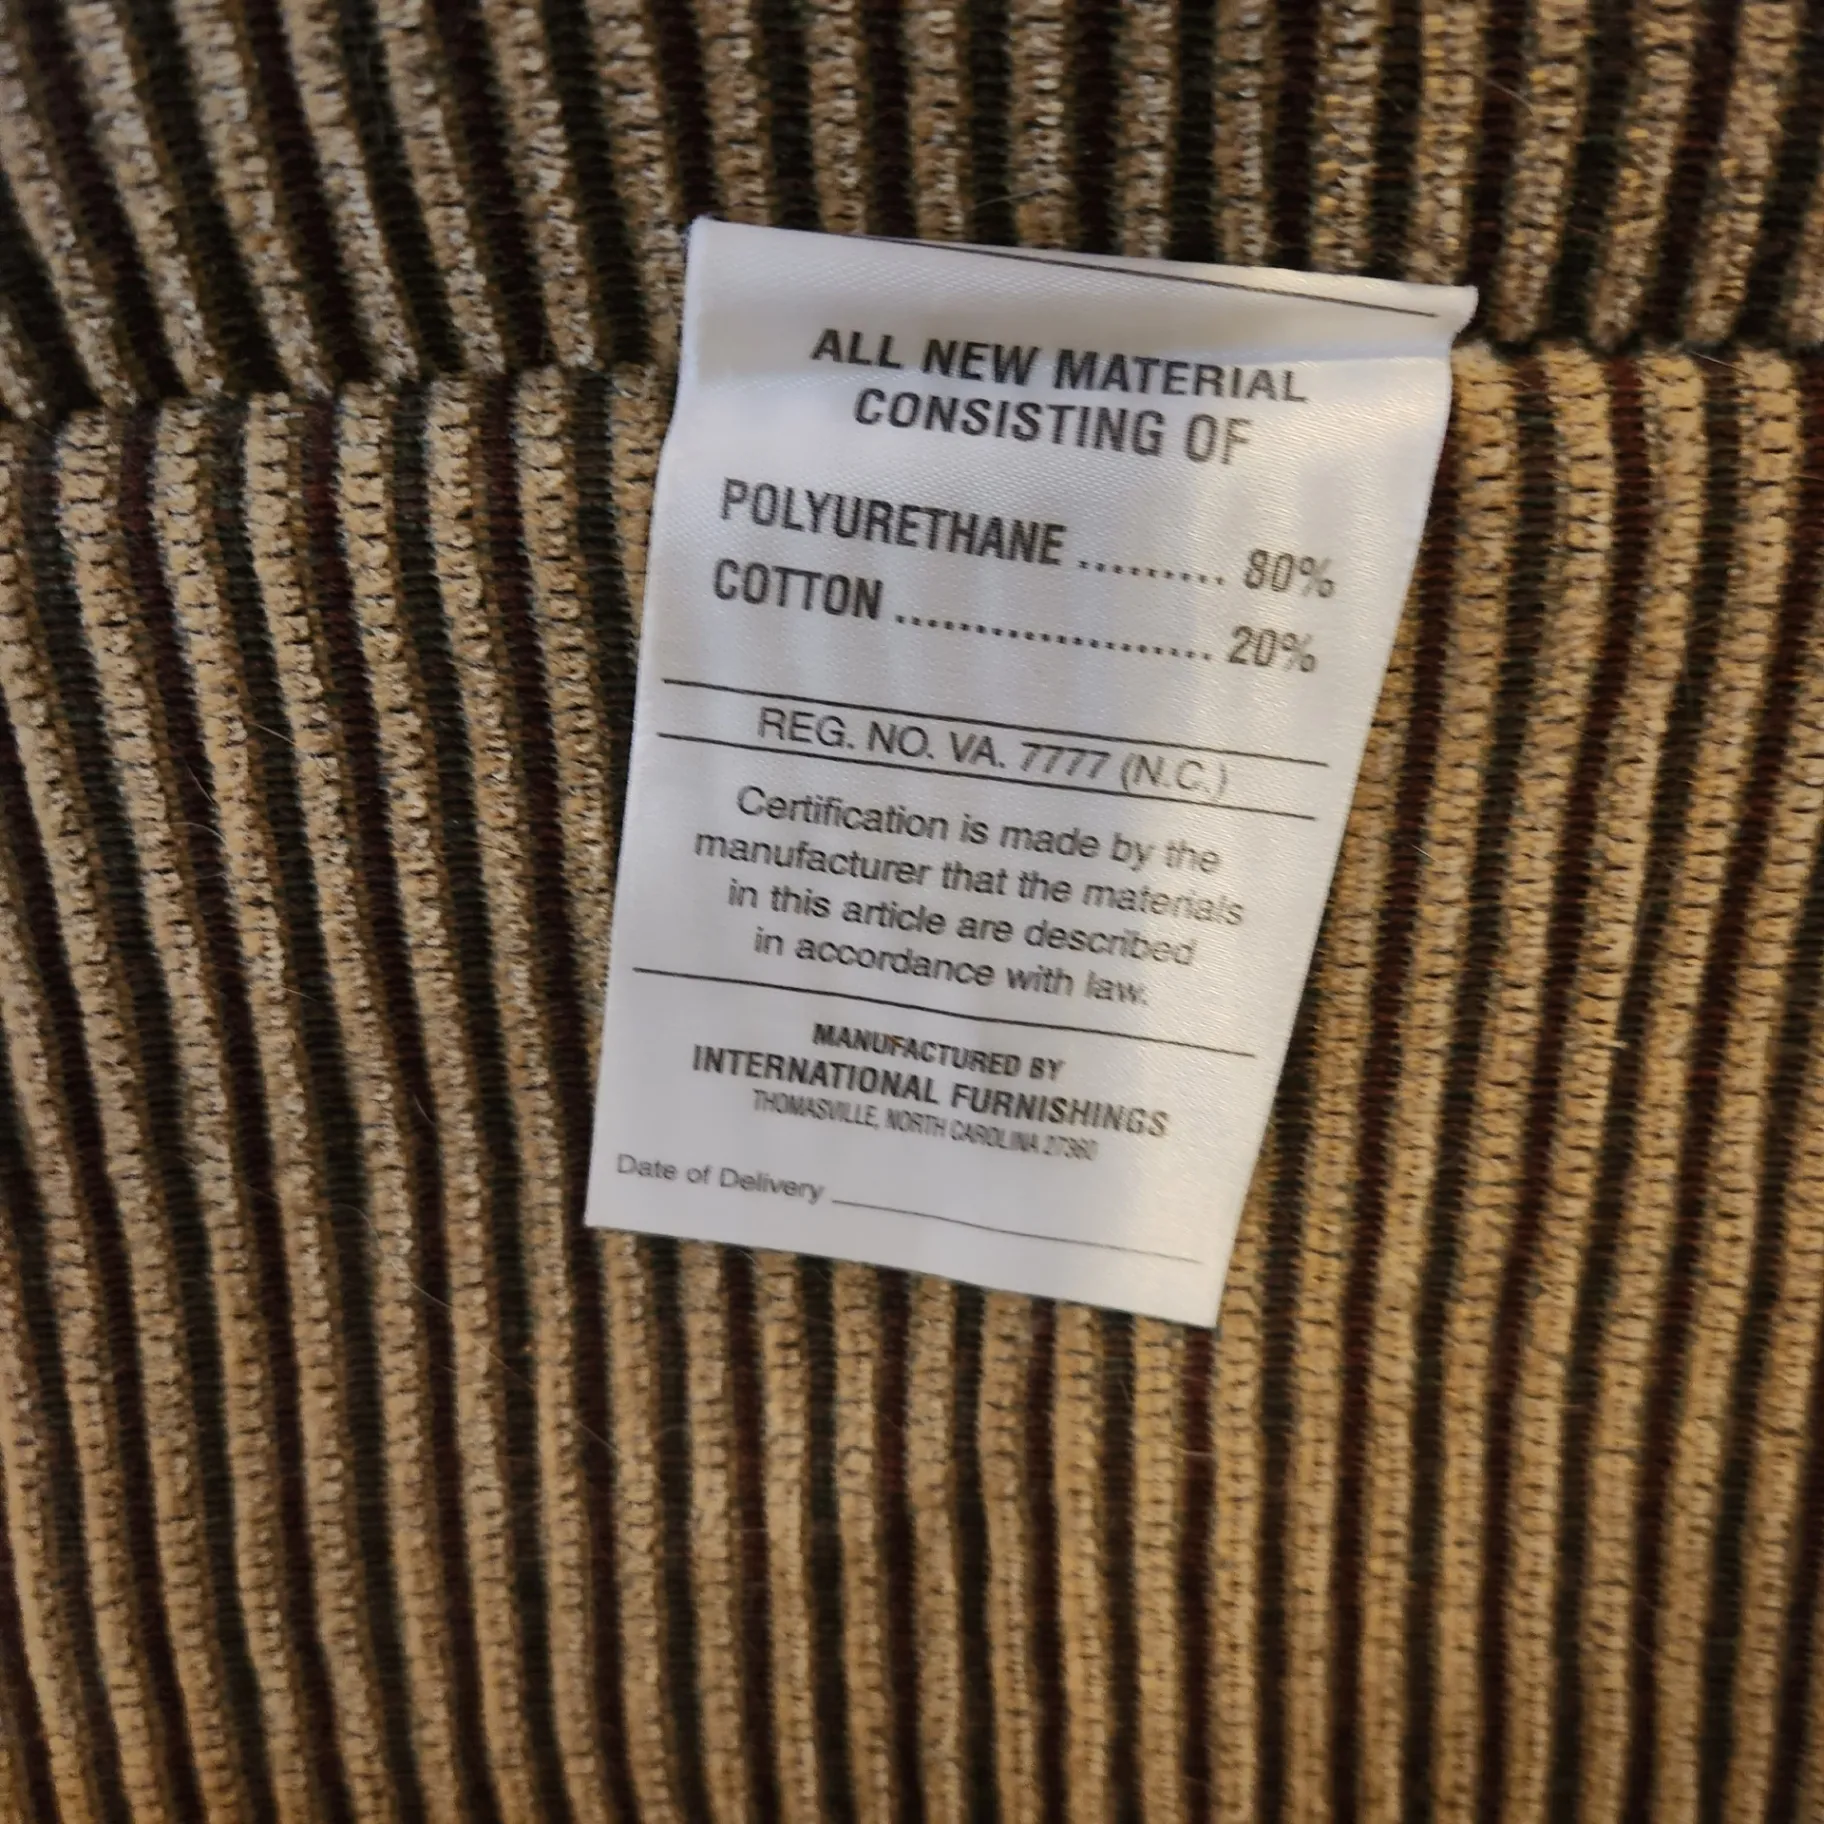 ALL NEW MATERIAL
CONSISTING OF
POLYURETHANE ......... 80%
COTTON .................... 20%
REG. NO. VA. 7777 (N.C.)
Certification is made by the
manufacturer that the materials
in this article are described
in accordance with law.
MANUFACTURED BY
INTERNATIONAL FURNISHINGS
THOMASVILLE, NORTH CAROLINA 27360
Date of Delivery ____________________